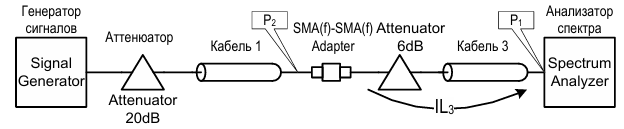 Генератор
сигналов
Signal
Generator
Аттенюатор
Attenuator
20dB
Кабель 1
P2
SMA(f)-SMA(f)
Adapter
Attenuator
6dB
Кабель 3
IL3
P1
Анализатор
спектра
Spectrum
Analyzer